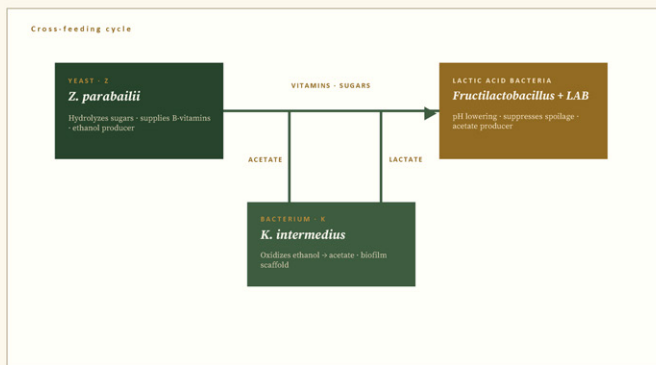 Cross-feeding cycle
YEAST · Z
Z. parabailii
Hydrolyzes sugars · supplies B-vitamins
· ethanol producer
VITAMINS · SUGARS
LACTIC ACID BACTERIA
Fructilactobacillus + LAB
pH lowering · suppresses spoilage ·
acetate producer
ACETATE
LACTATE
BACTERIUM · K
K. intermedius
Oxidizes ethanol → acetate · biofilm
scaffold